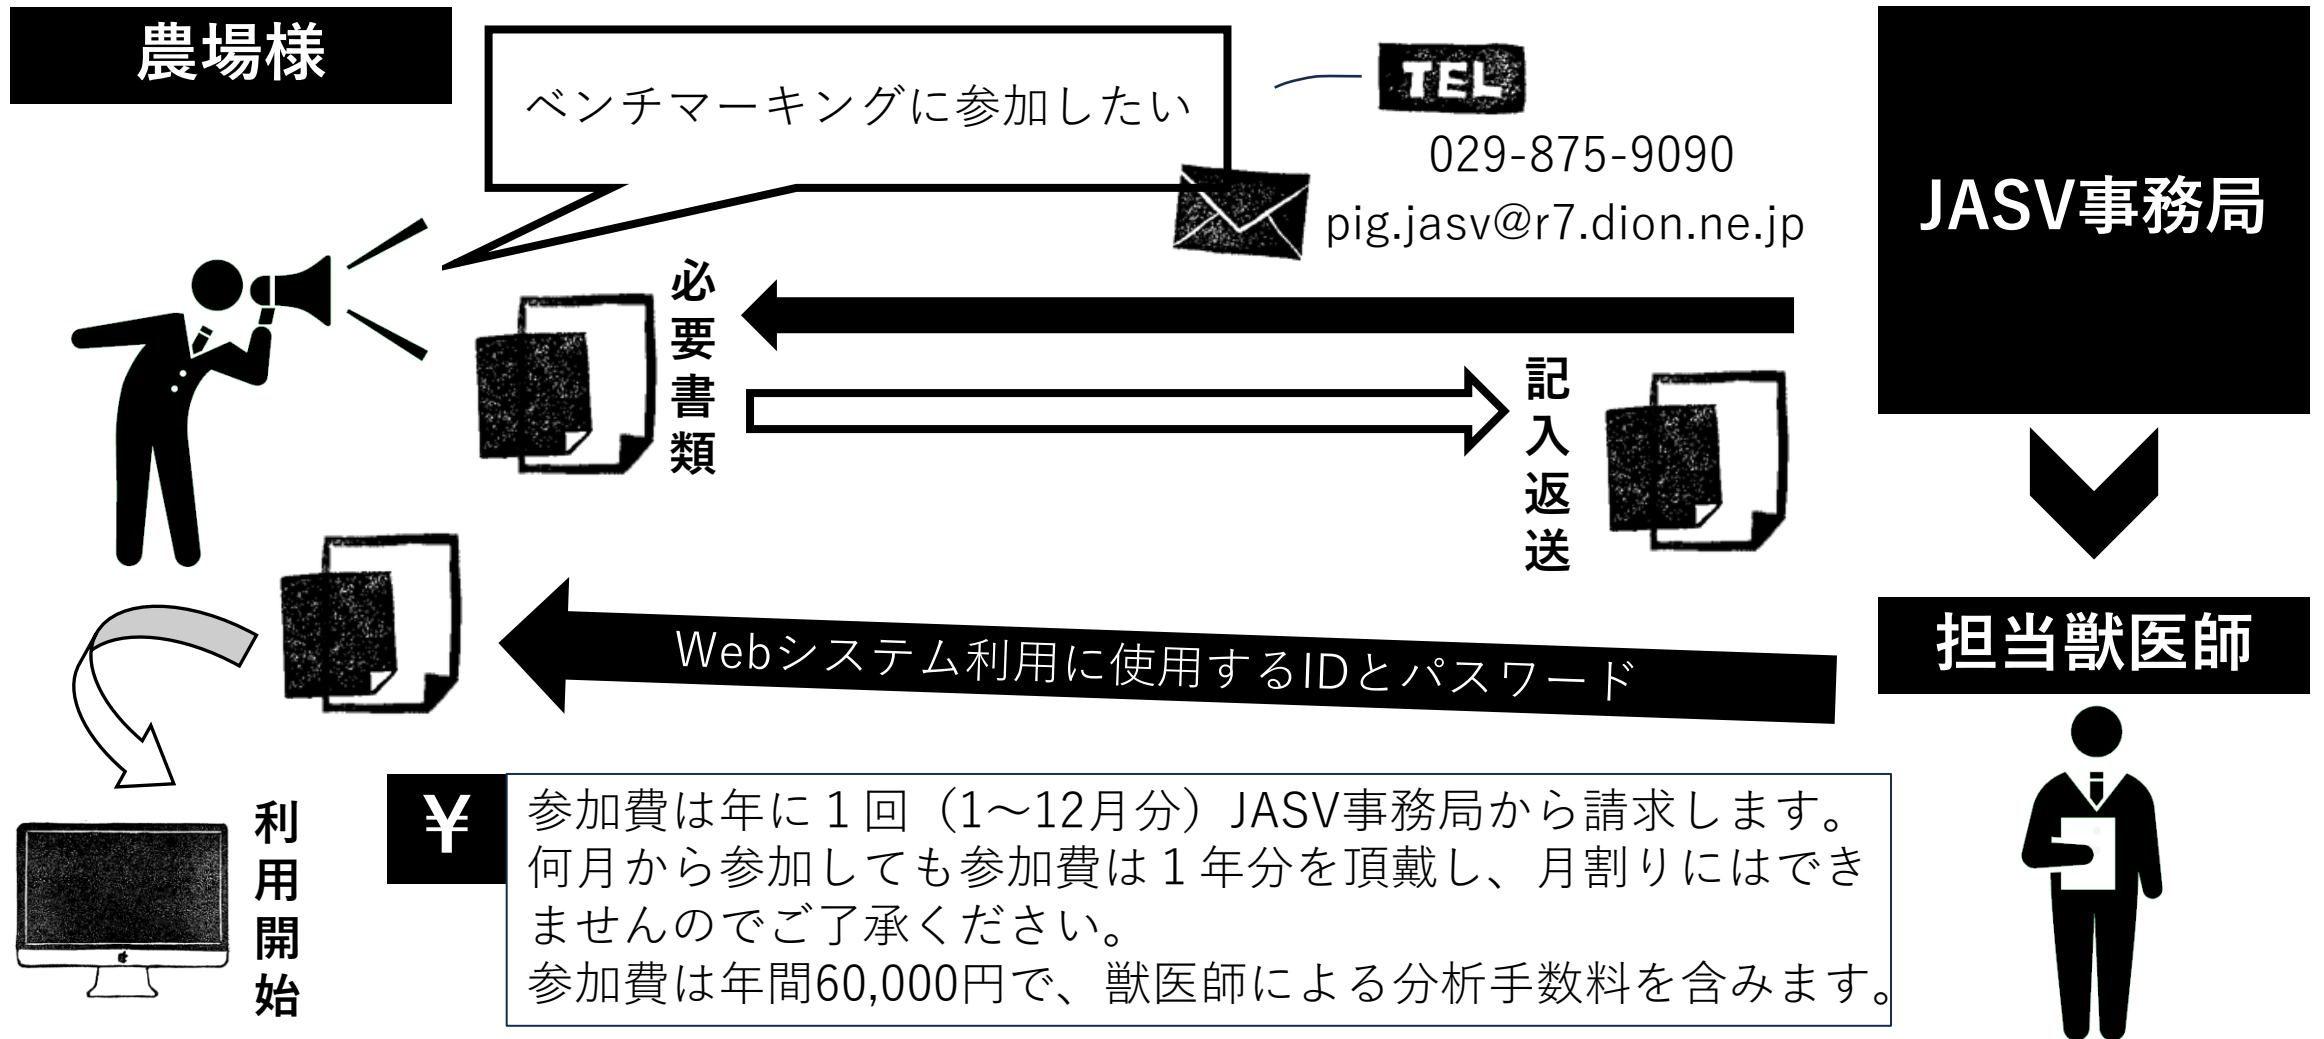 農場様
ベンチマーキングに参加したい
TEL
029-875-9090
pig.jasv@r7.dion.ne.jp
JASV事務局
必要書類
記入返送
担当獣医師
Webシステム利用に使用するIDとパスワード
利用開始
¥
参加費は年に１回（1～12月分）JASV事務局から請求します。
何月から参加しても参加費は１年分を頂戴し、月割りにはでき
ませんのでご了承ください。
参加費は年間60,000円で、獣医師による分析手数料を含みます。